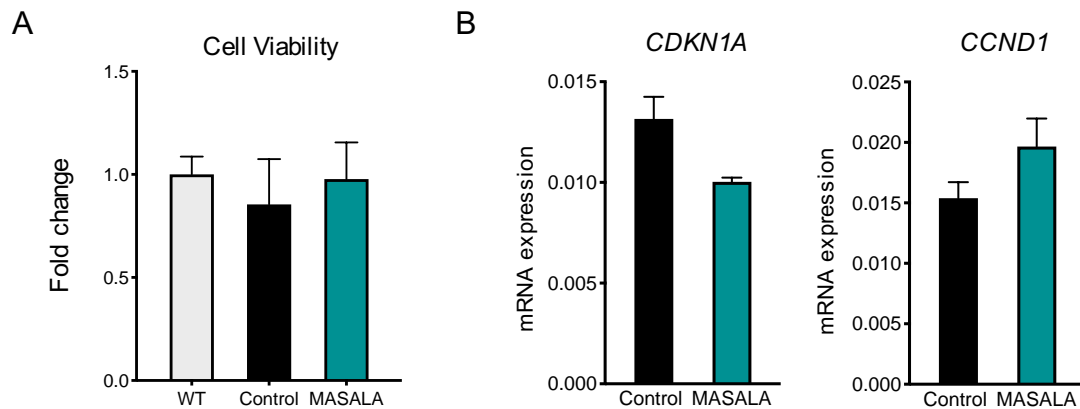 A
Cell Viability
Fold change
1.5
1.0
0.5
0.0
WT Control MASALA
B
CDKN1A
mRNA expression
0.015
0.010
0.005
0.000
Control MASALA
CCND1
mRNA expression
0.025
0.020
0.015
0.010
0.005
0.000
Control MASALA